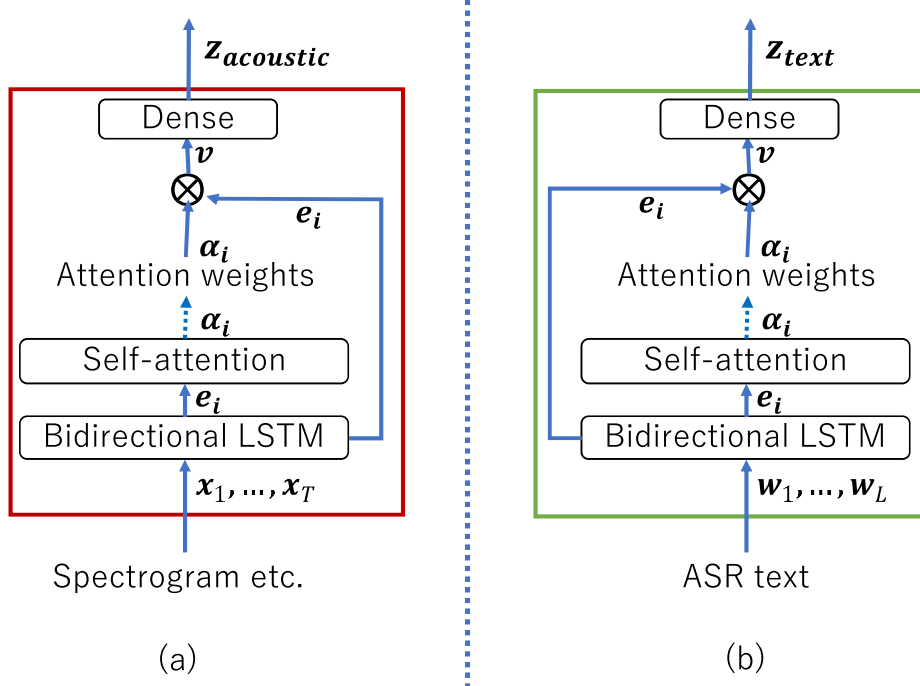 z_acoustic
Dense
v
e_i
α_i
Attention weights
α_i
Self-attention
e_i
Bidirectional LSTM
x_1, ..., x_T
Spectrogram etc.
(a)
z_text
Dense
v
e_i
α_i
Attention weights
α_i
Self-attention
e_i
Bidirectional LSTM
w_1, ..., w_L
ASR text
(b)